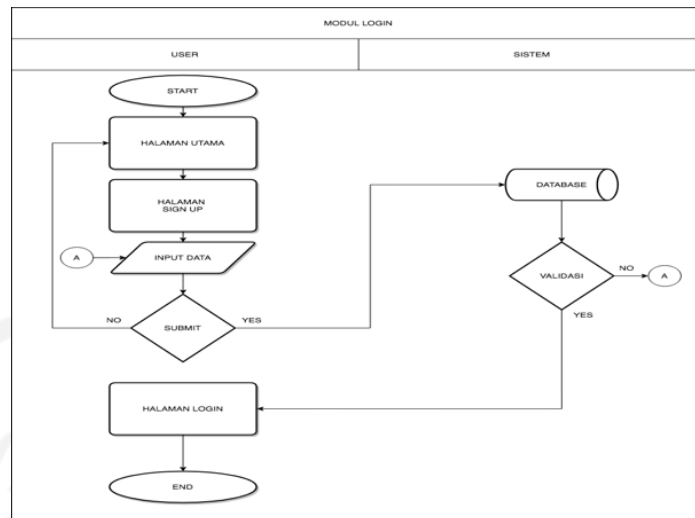 MODUL LOGIN
USER
SISTEM
START
HALAMAN UTAMA
HALAMAN
SIGN UP
DATABASE
A
INPUT DATA
VALIDASI
NO
A
NO
SUBMIT
YES
YES
HALAMAN LOGIN
END